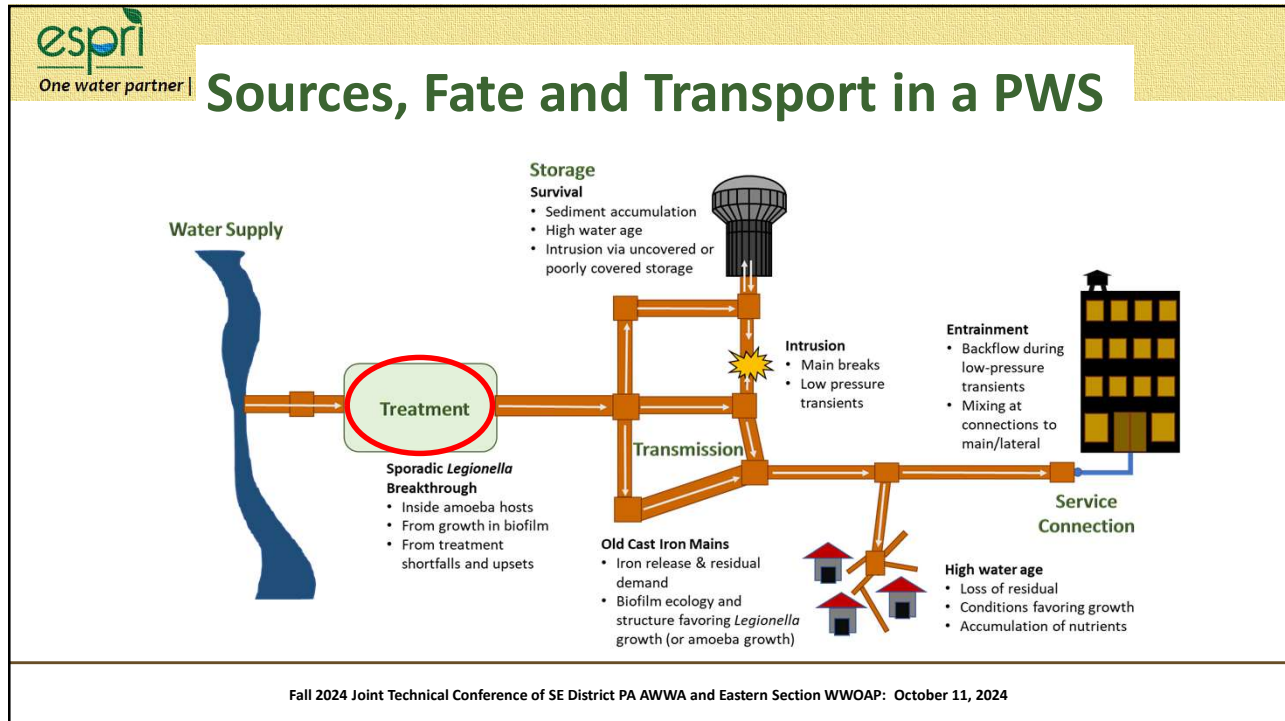 espri
One water partner |
Sources, Fate and Transport in a PWS
Water Supply
Storage
Survival
• Sediment accumulation
• High water age
• Intrusion via uncovered or
poorly covered storage
Treatment
Sporadic Legionella
Breakthrough
• Inside amoeba hosts
• From growth in biofilm
• From treatment
shortfalls and upsets
Transmission
Old Cast Iron Mains
• Iron release & residual
demand
• Biofilm ecology and
structure favoring Legionella
growth (or amoeba growth)
Intrusion
• Main breaks
• Low pressure
transients
Entrainment
• Backflow during
low-pressure
transients
• Mixing at
connections to
main/lateral
Service
Connection
High water age
• Loss of residual
• Conditions favoring growth
• Accumulation of nutrients
Fall 2024 Joint Technical Conference of SE District PA AWWA and Eastern Section WWOAP: October 11, 2024